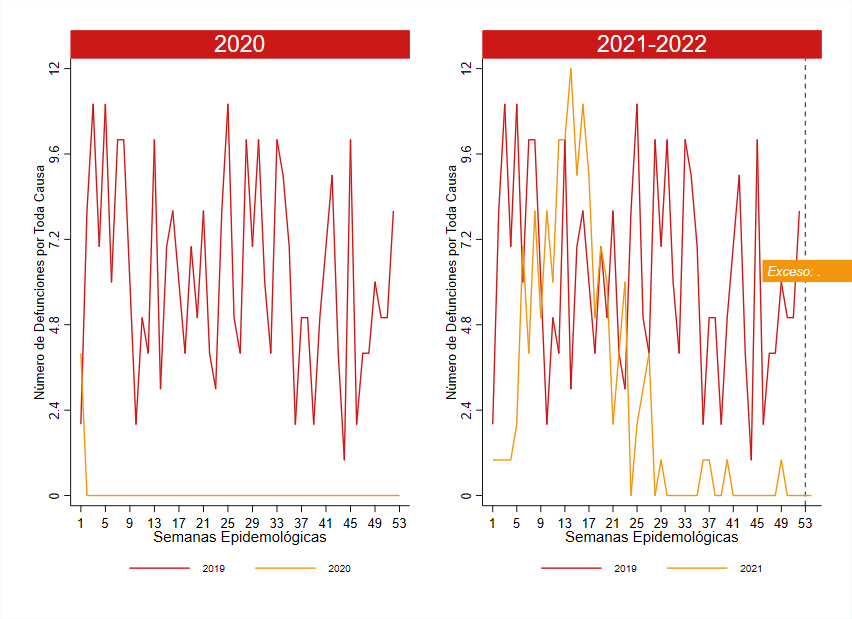 2020
Número de Defunciones por Toda Causa
12
9.6
7.2
4.8
2.4
0
1 5 9 13 17 21 25 29 33 37 41 45 49 53
Semanas Epidemológicas
2019 2020
2021-2022
Número de Defunciones por Toda Causa
12
9.6
7.2
4.8
2.4
0
Exceso: .
1 5 9 13 17 21 25 29 33 37 41 45 49 53
Semanas Epidemológicas
2019 2021